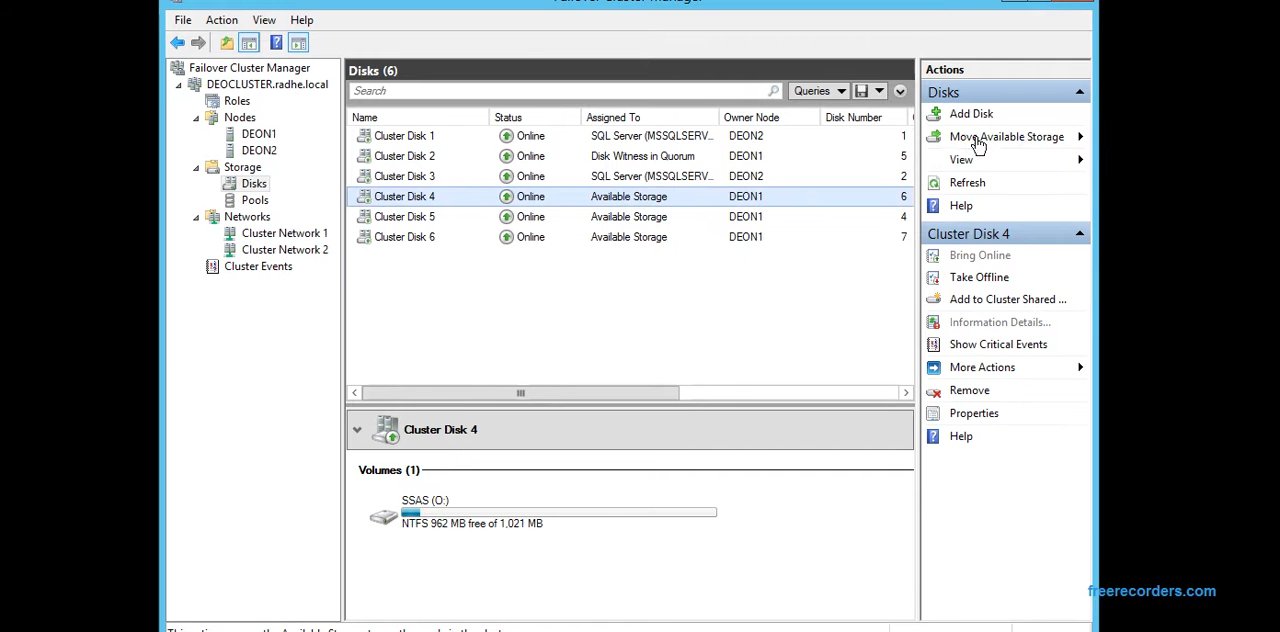 Failover Cluster Manager
File Action View Help
Failover Cluster Manager
DEOCLUSTER.radhe.local
Roles
Nodes
DEON1
DEON2
Storage
Disks
Pools
Networks
Cluster Network 1
Cluster Network 2
Cluster Events
Disks (6)
Search
Queries
Name Status Assigned To Owner Node Disk Number
Cluster Disk 1 Online SQL Server (MSSQLSERV... DEON2 1
Cluster Disk 2 Online Disk Witness in Quorum DEON1 5
Cluster Disk 3 Online SQL Server (MSSQLSERV... DEON2 2
Cluster Disk 4 Online Available Storage DEON1 6
Cluster Disk 5 Online Available Storage DEON1 4
Cluster Disk 6 Online Available Storage DEON1 7
Cluster Disk 4
Volumes (1)
SSAS (O:)
NTFS 962 MB free of 1,021 MB
Actions
Disks
Add Disk
Move Available Storage
View
Refresh
Help
Cluster Disk 4
Bring Online
Take Offline
Add to Cluster Shared ...
Information Details...
Show Critical Events
More Actions
Remove
Properties
Help
freerecorders.com